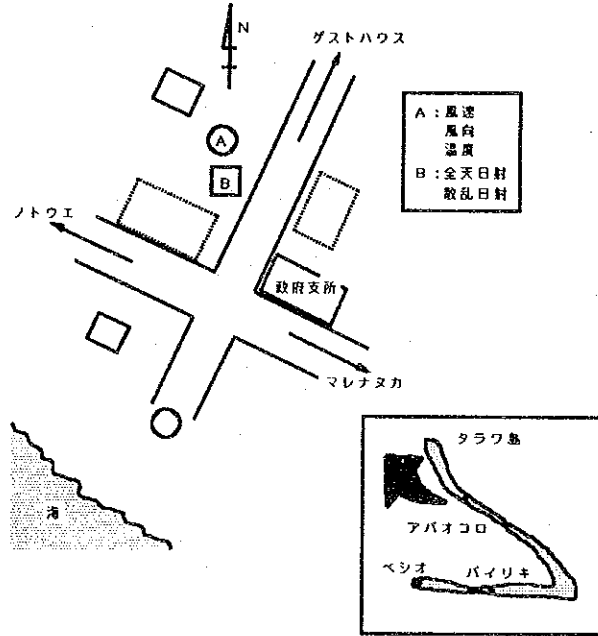 N
ゲストハウス
A
B
A : 風速
風向
温度
B : 全天日射
散乱日射
ノトウエ
政府支所
マレナヌカ
海
タラワ島
アバオコロ
ベシオ
バイリキ